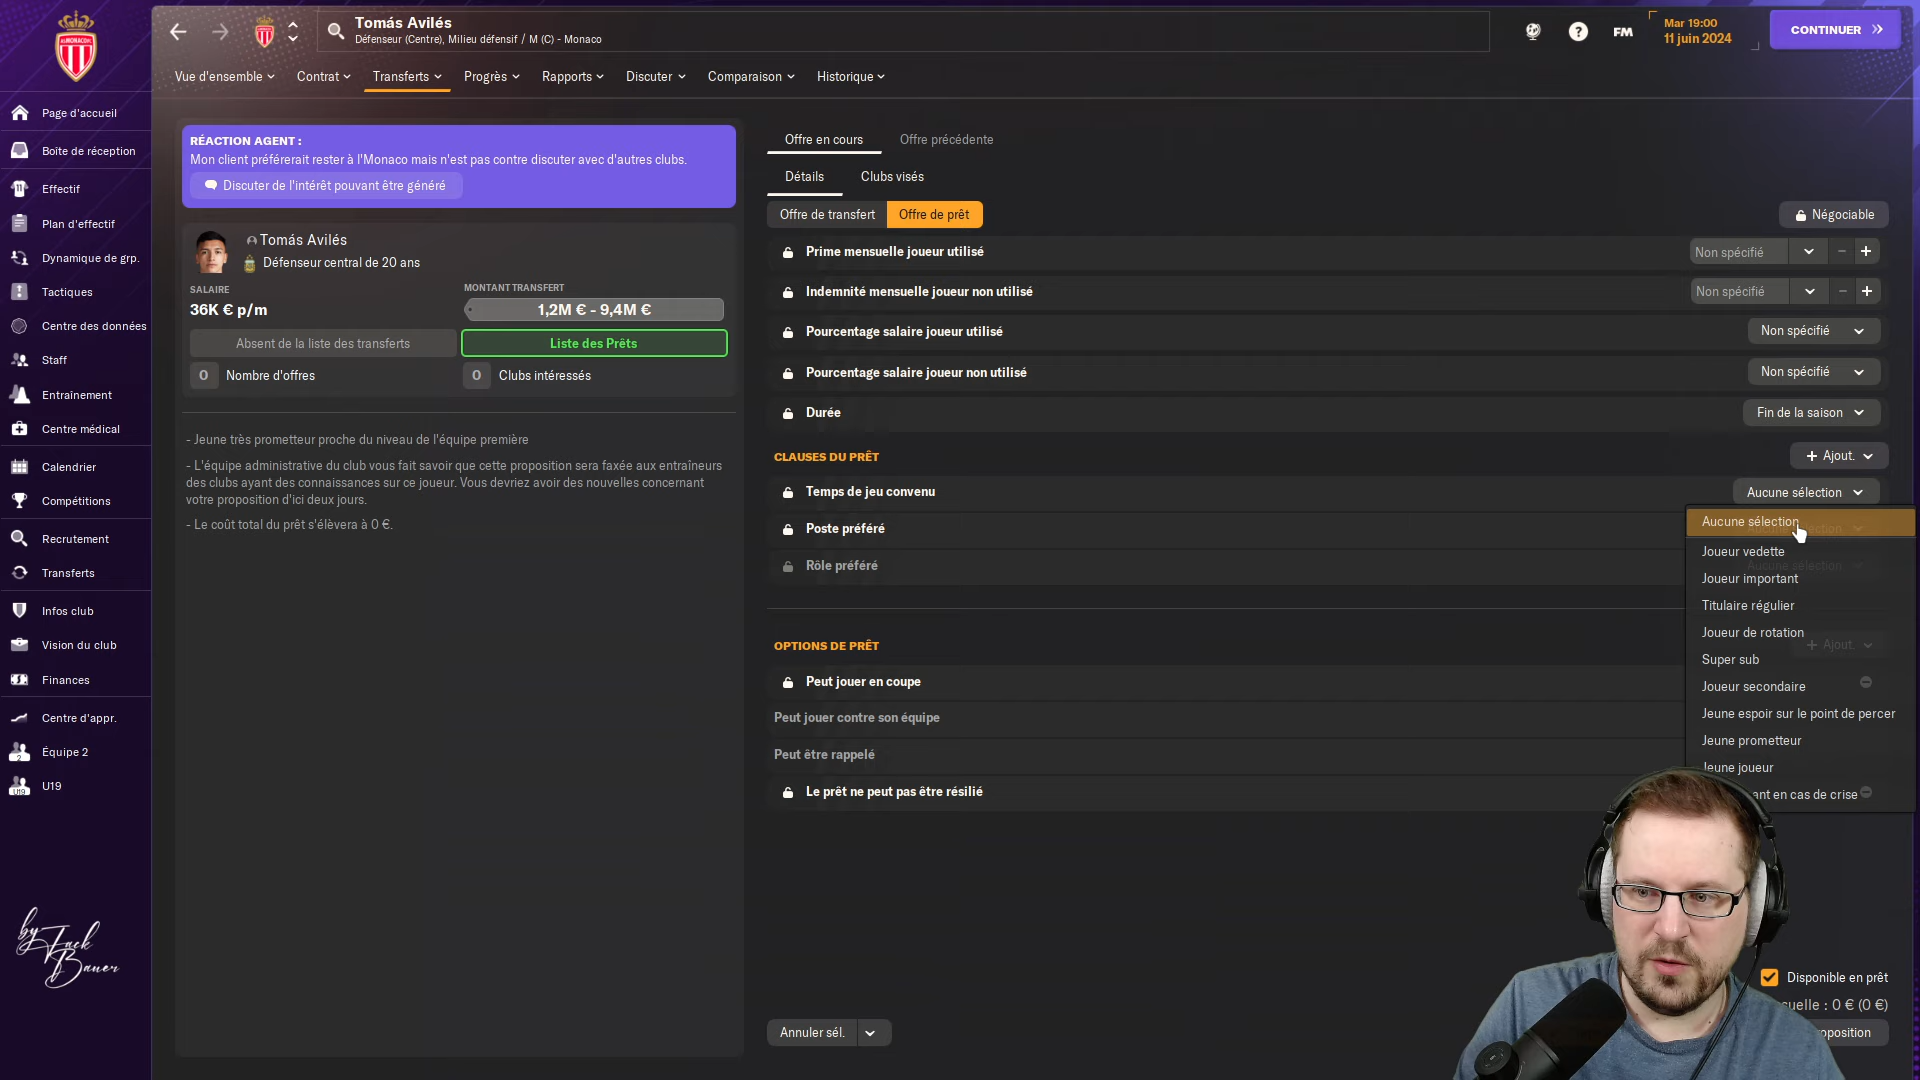 Tomás Avilés
Défenseur (Centre), Milieu défensif / M (C) - Monaco
FM
Mar 19:00
11 juin 2024
CONTINUER
Vue d'ensemble
Contrat
Transferts
Progrès
Rapports
Discuter
Comparaison
Historique
Page d'accueil
Boîte de réception
Effectif
Plan d'effectif
Dynamique de grp.
Tactiques
Centre des données
Staff
Entraînement
Centre médical
Calendrier
Compétitions
Recrutement
Transferts
Infos club
Vision du club
Finances
Centre d'appr.
Équipe 2
U19
by Jack
Bauer
RÉACTION AGENT :
Mon client préférerait rester à l'Monaco mais n'est pas contre discuter avec d'autres clubs.
Discuter de l'intérêt pouvant être généré
Tomás Avilés
Défenseur central de 20 ans
SALAIRE
36K € p/m
MONTANT TRANSFERT
1,2M € - 9,4M €
Absent de la liste des transferts
Liste des Prêts
0 Nombre d'offres
0 Clubs intéressés
- Jeune très prometteur proche du niveau de l'équipe première
- L'équipe administrative du club vous fait savoir que cette proposition sera faxée aux entraîneurs
des clubs ayant des connaissances sur ce joueur. Vous devriez avoir des nouvelles concernant
votre proposition d'ici deux jours.
- Le coût total du prêt s'élèvera à 0 €.
Offre en cours
Offre précédente
Détails
Clubs visés
Offre de transfert
Offre de prêt
Négociable
Prime mensuelle joueur utilisé
Non spécifié
Indemnité mensuelle joueur non utilisé
Non spécifié
Pourcentage salaire joueur utilisé
Non spécifié
Pourcentage salaire joueur non utilisé
Non spécifié
Durée
Fin de la saison
CLAUSES DU PRÊT
+ Ajout.
Temps de jeu convenu
Aucune sélection
Poste préféré
Rôle préféré
Aucune sélection
Aucune sélection
Joueur vedette
Joueur important
Titulaire régulier
Joueur de rotation
Super sub
Joueur secondaire
Jeune espoir sur le point de percer
Jeune prometteur
Jeune joueur
en cas de crise
OPTIONS DE PRÊT
+ Ajout.
Peut jouer en coupe
Peut jouer contre son équipe
Peut être rappelé
Le prêt ne peut pas être résilié
Disponible en prêt
: 0 € (0 €)
Annuler sél.